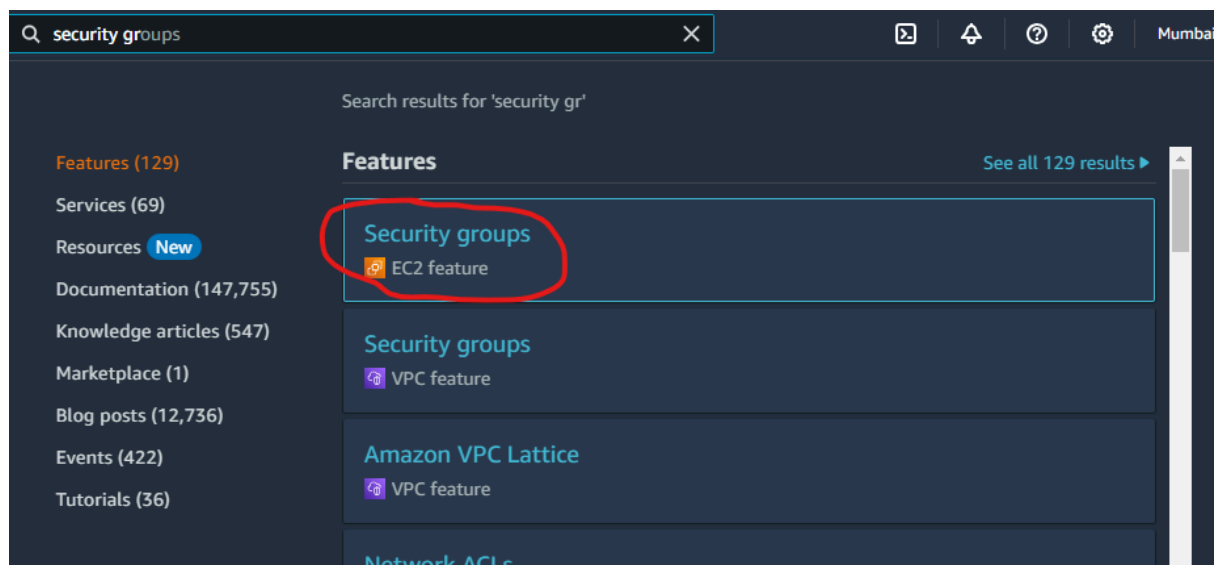 security groups
Mumbai
Search results for 'security gr'
Features (129)
Services (69)
Resources New
Documentation (147,755)
Knowledge articles (547)
Marketplace (1)
Blog posts (12,736)
Events (422)
Tutorials (36)
Features
See all 129 results
Security groups
EC2 feature
Security groups
VPC feature
Amazon VPC Lattice
VPC feature
Network ACLs